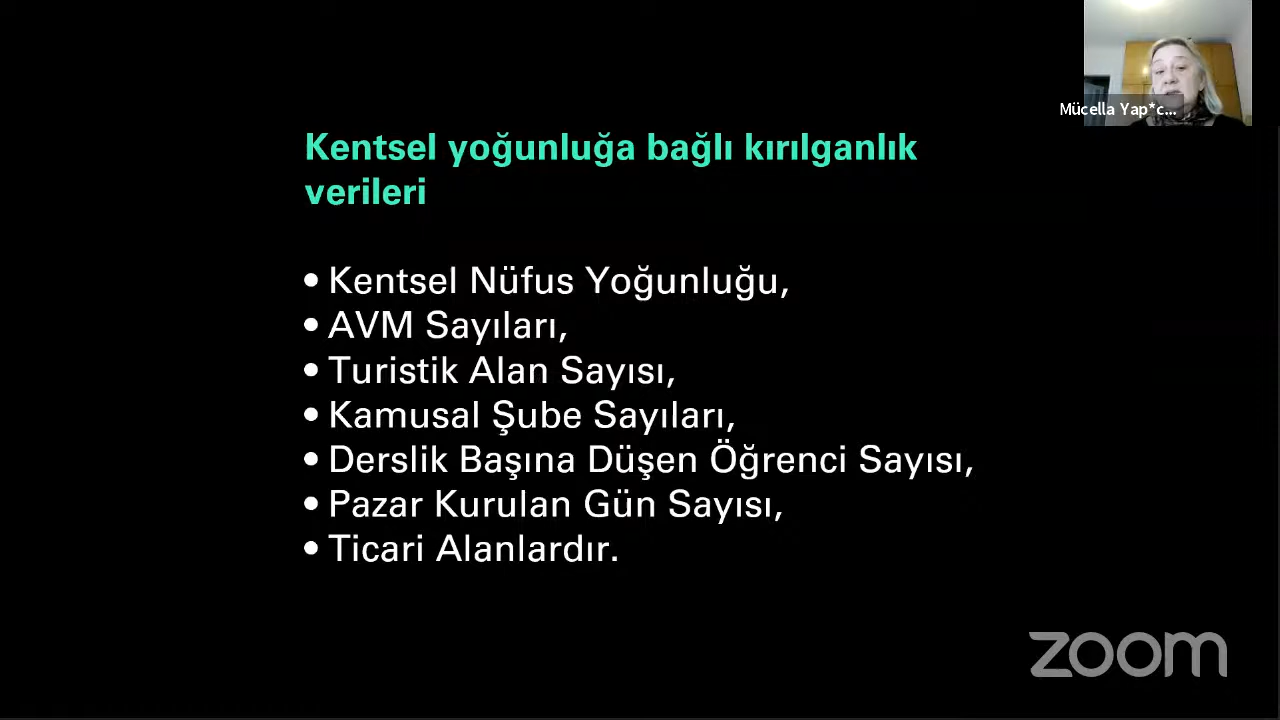 Mücella Yap*c...
Kentsel yoğunluğa bağlı kırılganlık
verileri
• Kentsel Nüfus Yoğunluğu,
• AVM Sayıları,
• Turistik Alan Sayısı,
• Kamusal Şube Sayıları,
• Derslik Başına Düşen Öğrenci Sayısı,
• Pazar Kurulan Gün Sayısı,
• Ticari Alanlardır.
zoom